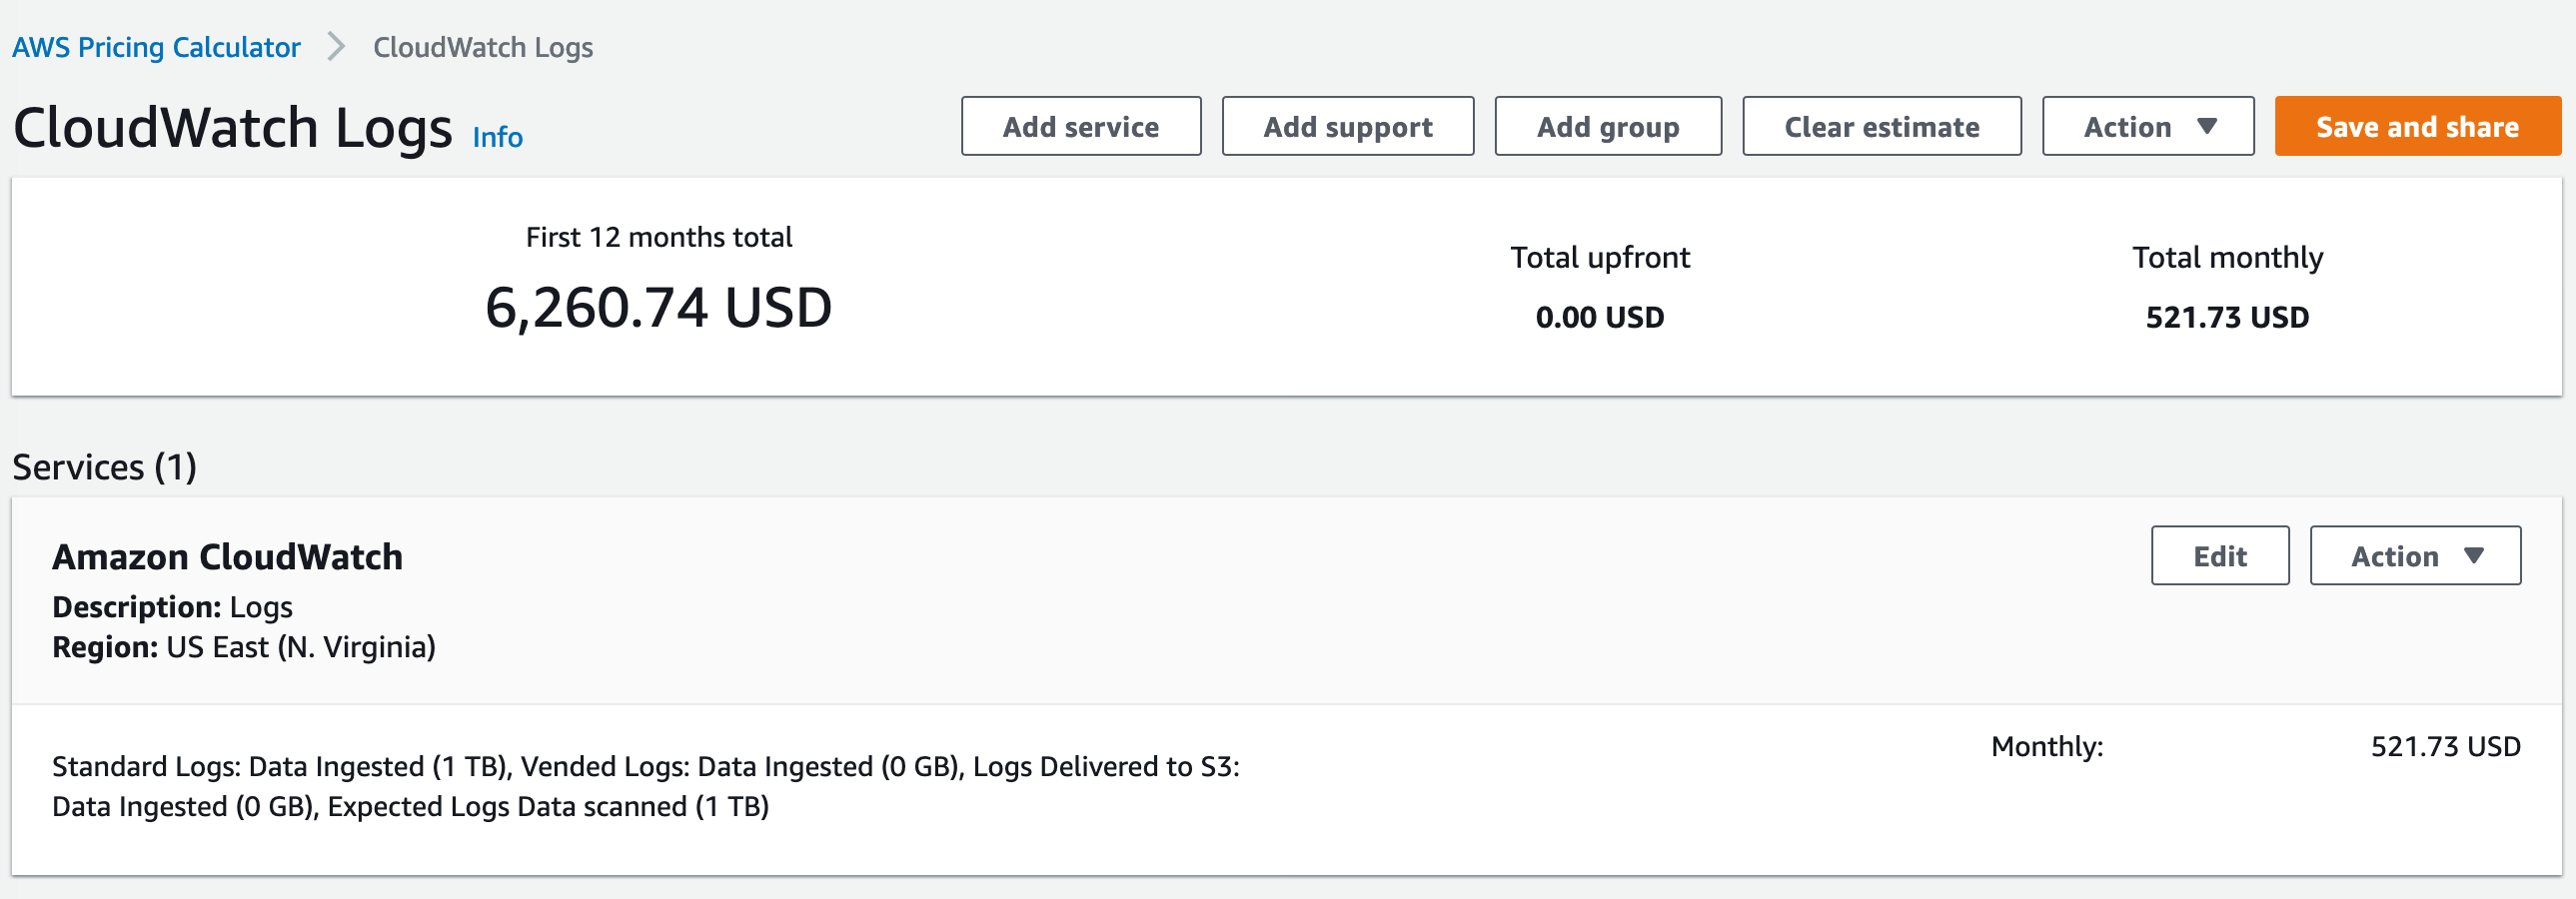 AWS Pricing Calculator CloudWatch Logs
CloudWatch Logs Info
Add service Add support Add group Clear estimate Action Save and share
First 12 months total
6,260.74 USD
Total upfront
0.00 USD
Total monthly
521.73 USD
Services (1)
Amazon CloudWatch
Edit Action
Description: Logs
Region: US East (N. Virginia)
Standard Logs: Data Ingested (1 TB), Vended Logs: Data Ingested (0 GB), Logs Delivered to S3:
Data Ingested (0 GB), Expected Logs Data scanned (1 TB)
Monthly: 521.73 USD